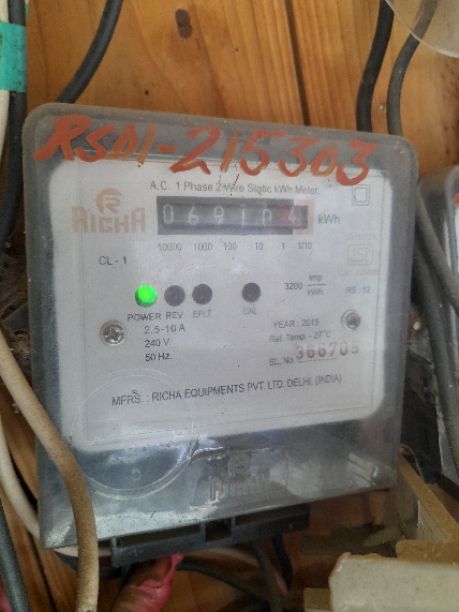 RSD1-215303
A.C. 1 Phase 2 Wire Static kWh Meter
RICHA
06910 kWh
10000 1000 100 10 1 1/10
CL-1
3200 imp/kWh
POWER REV EPLT CAL
2.5-10 A
240 V.
50 Hz.
YEAR : 2015
Ref. Temp - 27°C
SL. No. 366705
MFRS. : RICHA EQUIPMENTS PVT. LTD. DELHI. (INDIA)